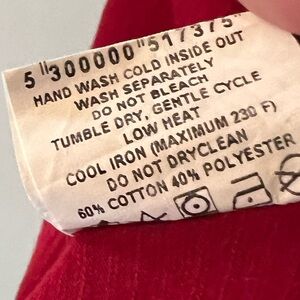 5"300000"517375"
HAND WASH COLD INSIDE OUT
WASH SEPARATELY
DO NOT BLEACH
TUMBLE DRY, GENTLE CYCLE
LOW HEAT
COOL IRON (MAXIMUM 230 F)
DO NOT DRYCLEAN
60% COTTON 40% POLYESTER